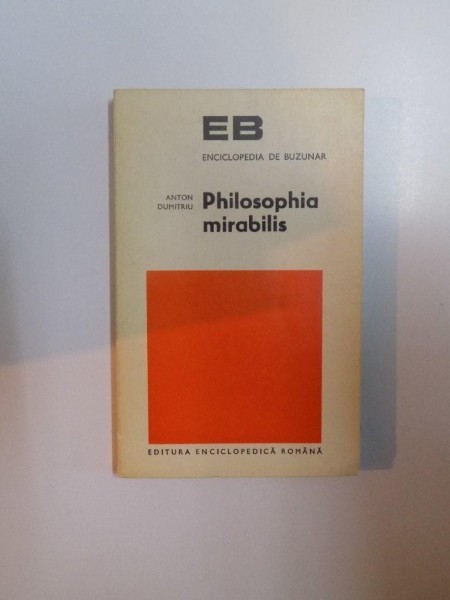 EB
ENCICLOPEDIA DE BUZUNAR
ANTON
DUMITRIU
Philosophia
mirabilis
EDITURA ENCICLOPEDICĂ ROMÂNĂ